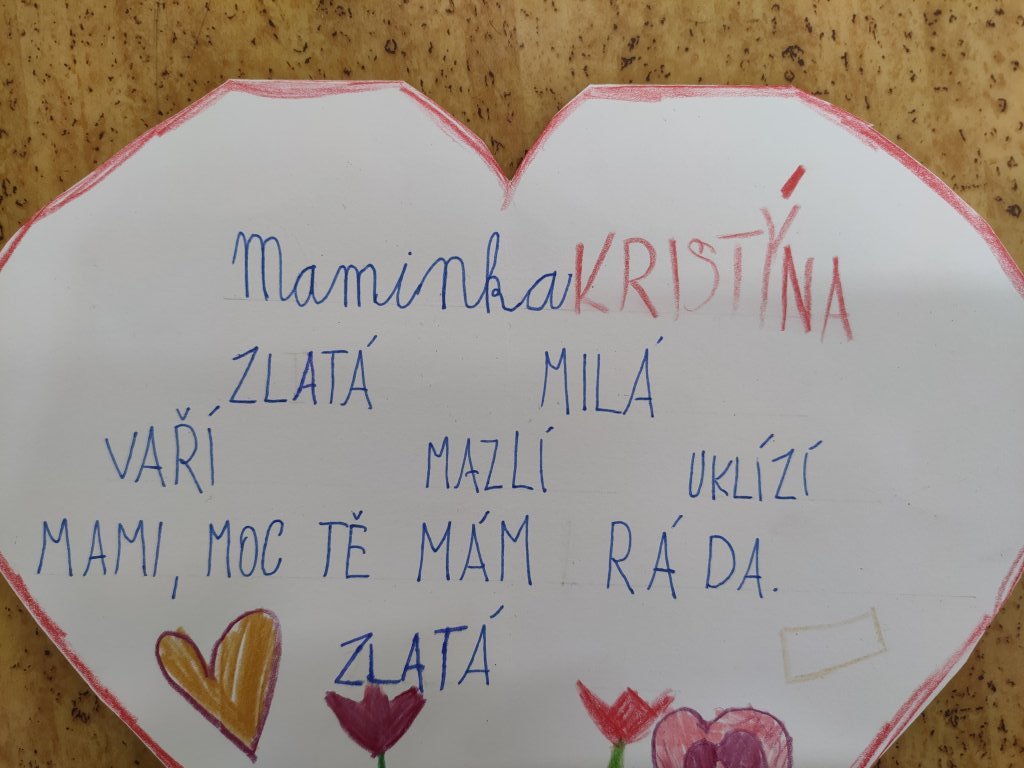 Maminka KRISTÝNA
ZLATÁ MILÁ
VAŘÍ MAZLÍ UKLÍZÍ
MAMI, MOC TĚ MÁM RÁDA.
ZLATÁ